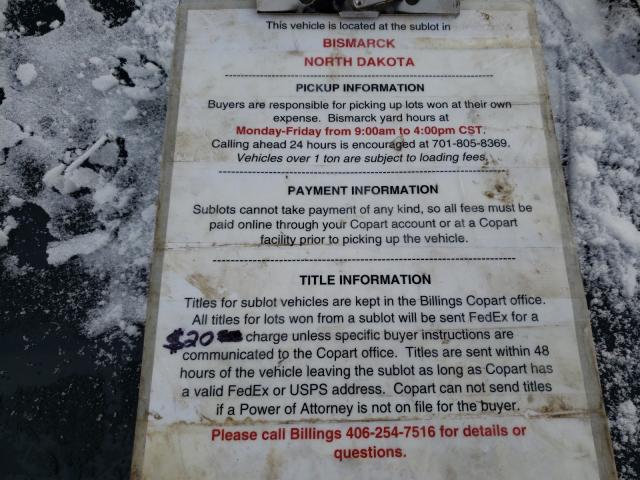 This vehicle is located at the sublot in
BISMARCK
NORTH DAKOTA
PICKUP INFORMATION
Buyers are responsible for picking up lots won at their own
expense. Bismarck yard hours at
Monday-Friday from 9:00am to 4:00pm CST.
Calling ahead 24 hours is encouraged at 701-805-8369.
Vehicles over 1 ton are subject to loading fees.
PAYMENT INFORMATION
Sublots cannot take payment of any kind, so all fees must be
paid online through your Copart account or at a Copart
facility prior to picking up the vehicle.
TITLE INFORMATION
Titles for sublot vehicles are kept in the Billings Copart office.
All titles for lots won from a sublot will be sent FedEx for a
$20 charge unless specific buyer instructions are
communicated to the Copart office. Titles are sent within 48
hours of the vehicle leaving the sublot as long as Copart has
a valid FedEx or USPS address. Copart can not send titles
if a Power of Attorney is not on file for the buyer.
Please call Billings 406-254-7516 for details or
questions.